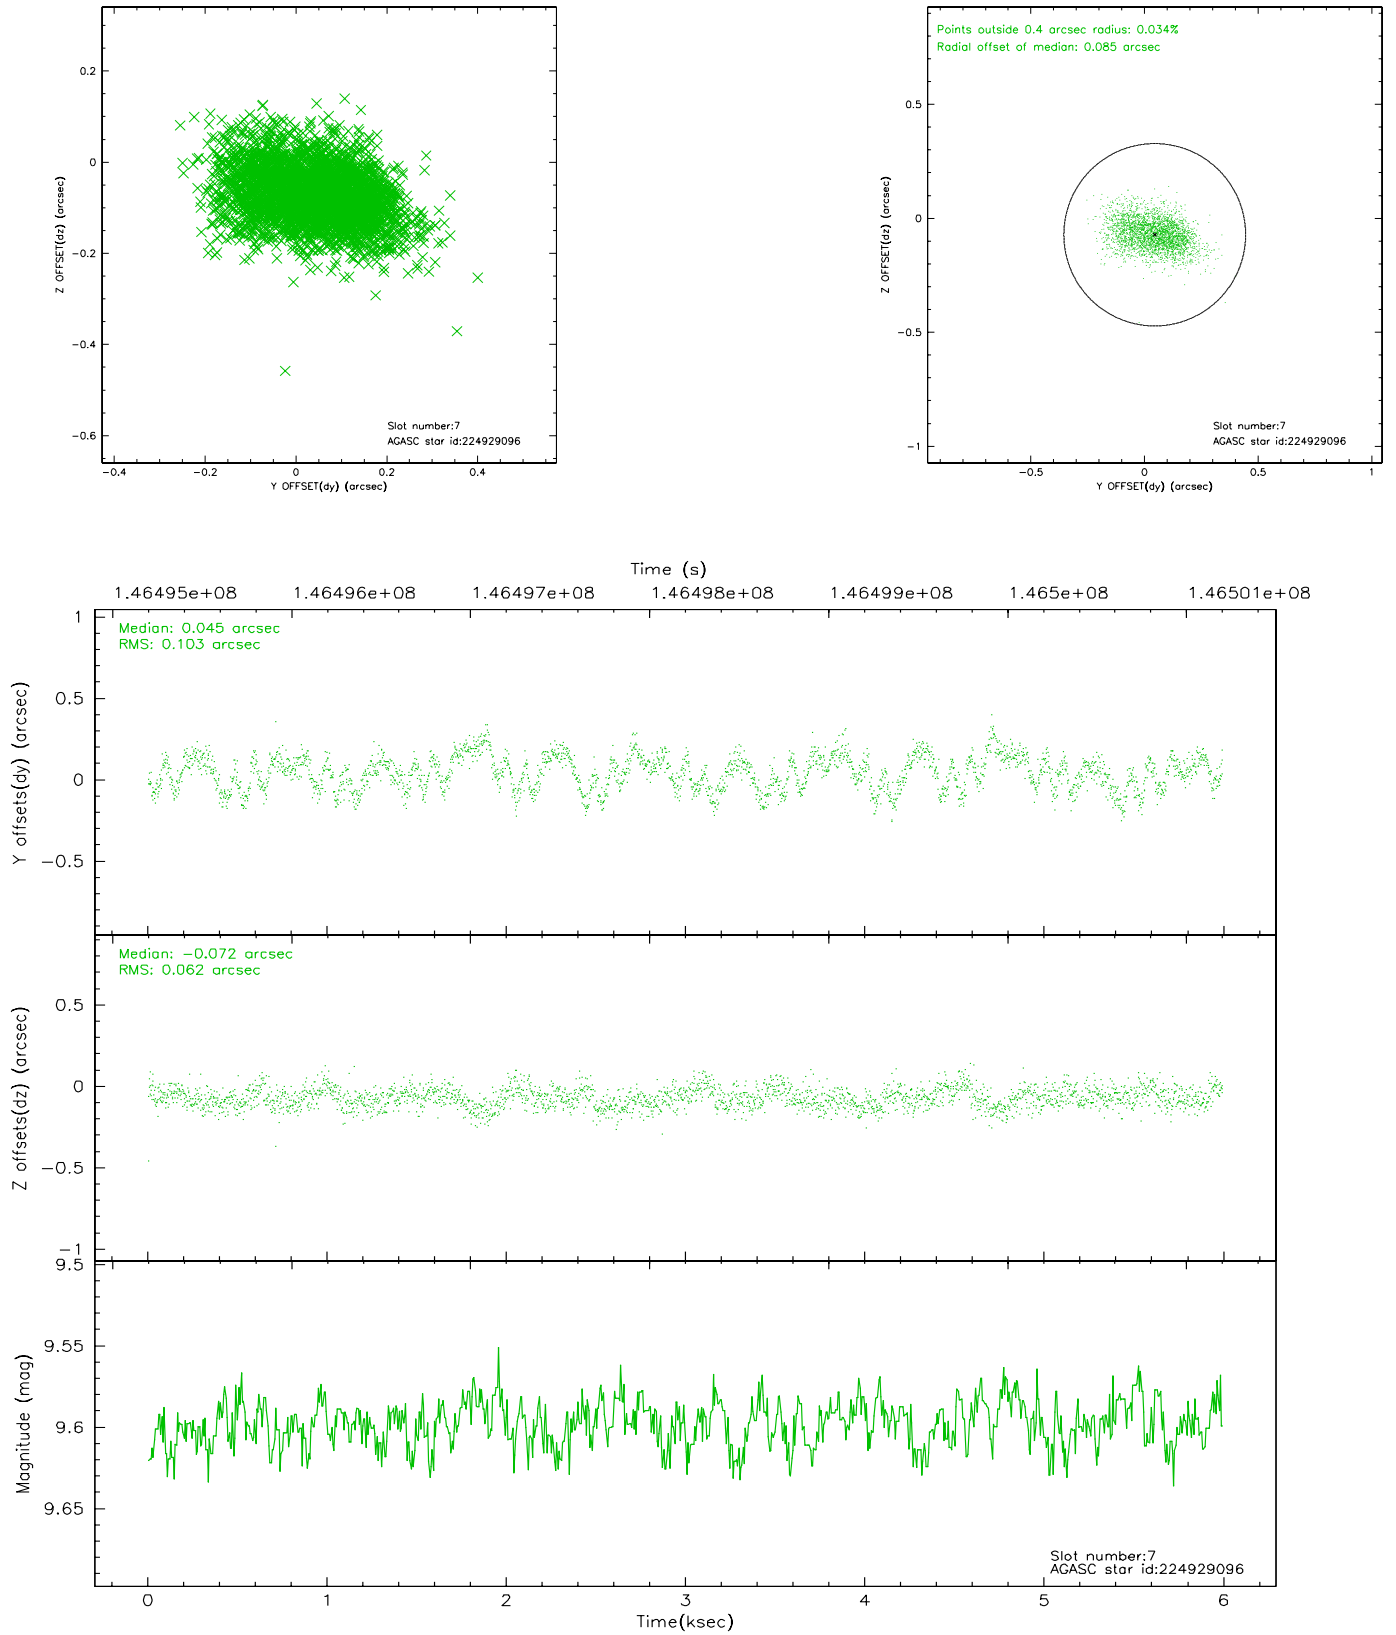 0.2
0
−0.2
−0.4
−0.6
Z OFFSET(dz) (arcsec)
Slot number:7
AGASC star id:224929096
−0.4
−0.2
0
0.2
0.4
Y OFFSET(dy) (arcsec)
Points outside 0.4 arcsec radius: 0.034%
Radial offset of median: 0.085 arcsec
0.5
0
−0.5
−1
Z OFFSET(dz) (arcsec)
Slot number:7
AGASC star id:224929096
−0.5
0
0.5
1
Y OFFSET(dy) (arcsec)
Time (s)
1.46495e+08
1.46496e+08
1.46497e+08
1.46498e+08
1.46499e+08
1.465e+08
1.46501e+08
Median: 0.045 arcsec
RMS: 0.103 arcsec
1
0.5
0
−0.5
Y offsets(dy) (arcsec)
Median: −0.072 arcsec
RMS: 0.062 arcsec
0.5
0
−0.5
−1
Z offsets(dz) (arcsec)
9.5
9.55
9.6
9.65
Magnitude (mag)
Slot number:7
AGASC star id:224929096
0
1
2
3
4
5
6
Time(ksec)